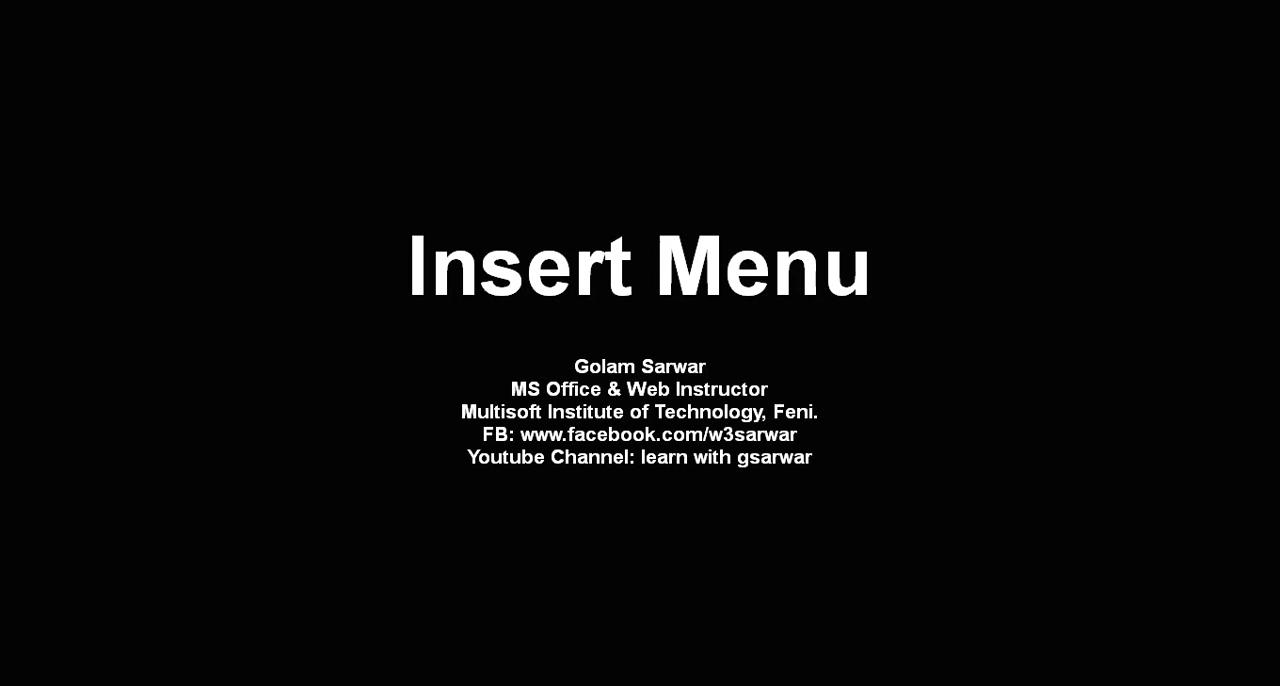 Insert Menu
Golam Sarwar
MS Office & Web Instructor
Multisoft Institute of Technology, Feni.
FB: www.facebook.com/w3sarwar
Youtube Channel: learn with gsarwar